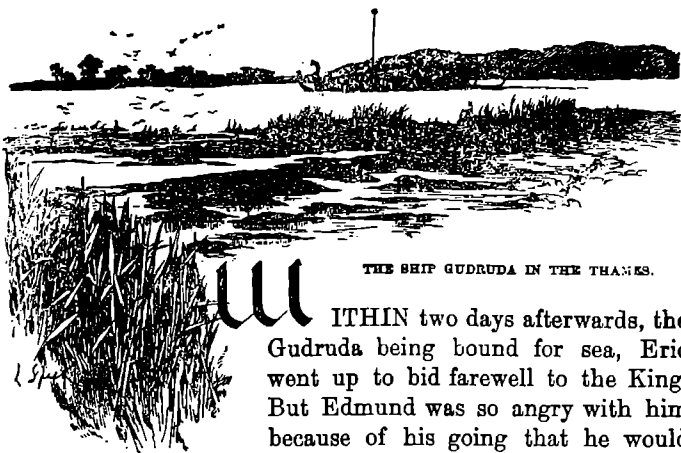 THE SHIP GUDRUDA IN THE THAMES.
WITHIN two days afterwards, the
Gudruda being bound for sea, Eric
went up to bid farewell to the King.
But Edmund was so angry with him
because of his going that he would